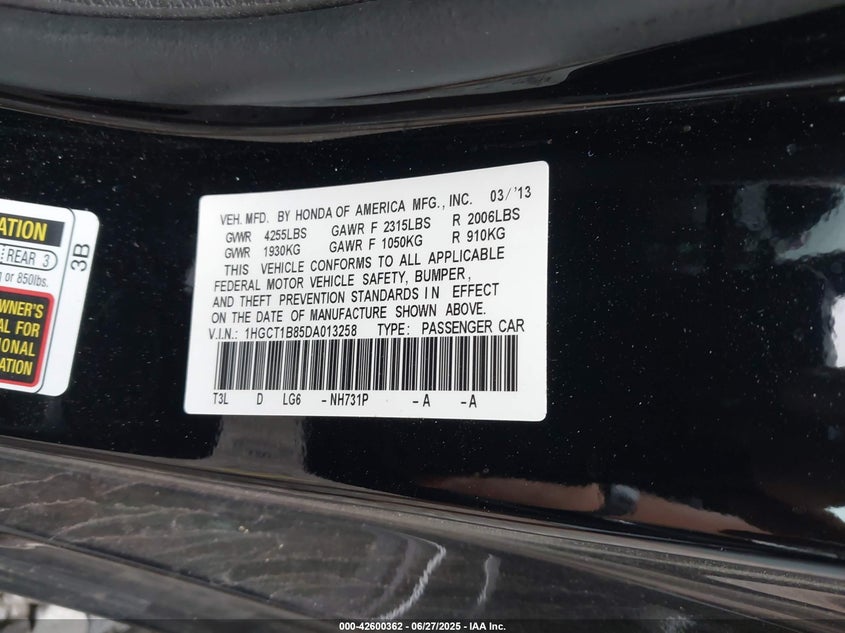 ATION
REAR 3
or 850lbs.
WNER'S
AL FOR
IONAL
ATION
3B
VEH. MFD. BY HONDA OF AMERICA MFG., INC. 03/'13
GVWR 4255LBS GAWR F 2315LBS R 2006LBS
GVWR 1930KG GAWR F 1050KG R 910KG
THIS VEHICLE CONFORMS TO ALL APPLICABLE
FEDERAL MOTOR VEHICLE SAFETY, BUMPER,
AND THEFT PREVENTION STANDARDS IN EFFECT
ON THE DATE OF MANUFACTURE SHOWN ABOVE.
V.I.N.: 1HGCT1B85DA013258 TYPE: PASSENGER CAR
T3L D LG6 -NH731P -A -A
000-42600362 - 06/27/2025 - IAA Inc.